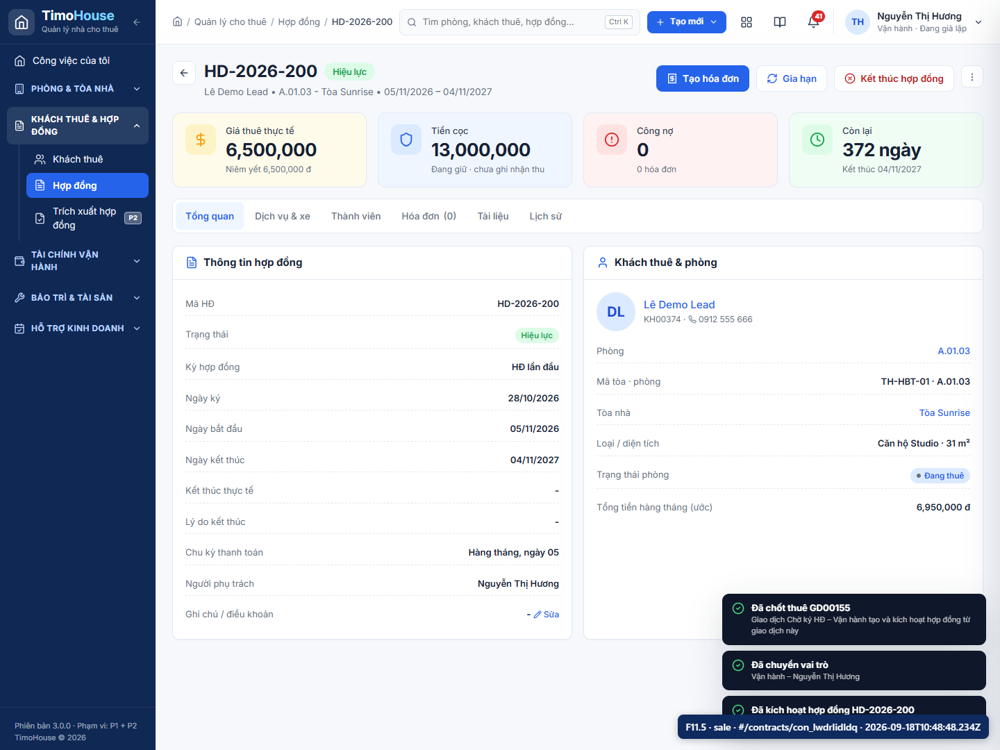 TimoHouse
Quản lý nhà cho thuê
Công việc của tôi
PHÒNG & TÒA NHÀ
KHÁCH THUÊ & HỢP
ĐỒNG
Khách thuê
Hợp đồng
Trích xuất hợp
đồng
P2
TÀI CHÍNH VẬN
HÀNH
BẢO TRÌ & TÀI SẢN
HỖ TRỢ KINH DOANH
Phiên bản 3.0.0 · Phạm vi: P1 + P2
TimoHouse © 2026
/ Quản lý cho thuê / Hợp đồng / HD-2026-200
Tìm phòng, khách thuê, hợp đồng...
Ctrl K
Tạo mới
41
TH
Nguyễn Thị Hương
Vận hành · Đang giả lập
HD-2026-200
Hiệu lực
Lê Demo Lead • A.01.03 - Tòa Sunrise • 05/11/2026 – 04/11/2027
Tạo hóa đơn
Gia hạn
Kết thúc hợp đồng
Giá thuê thực tế
6,500,000
Niêm yết 6,500,000 đ
Tiền cọc
13,000,000
Đang giữ · chưa ghi nhận thu
Công nợ
0
0 hóa đơn
Còn lại
372 ngày
Kết thúc 04/11/2027
Tổng quan
Dịch vụ & xe
Thành viên
Hóa đơn (0)
Tài liệu
Lịch sử
Thông tin hợp đồng
Mã HĐ
HD-2026-200
Trạng thái
Hiệu lực
Kỳ hợp đồng
HĐ lần đầu
Ngày ký
28/10/2026
Ngày bắt đầu
05/11/2026
Ngày kết thúc
04/11/2027
Kết thúc thực tế
-
Lý do kết thúc
-
Chu kỳ thanh toán
Hàng tháng, ngày 05
Người phụ trách
Nguyễn Thị Hương
Ghi chú / điều khoản
- Sửa
Khách thuê & phòng
DL
Lê Demo Lead
KH00374 · 0912 555 666
Phòng
A.01.03
Mã tòa · phòng
TH-HBT-01 · A.01.03
Tòa nhà
Tòa Sunrise
Loại / diện tích
Căn hộ Studio · 31 m²
Trạng thái phòng
Đang thuê
Tổng tiền hàng tháng (ước)
6,950,000 đ
Đã chốt thuê GD00155
Giao dịch Chờ ký HĐ – Vận hành tạo và kích hoạt hợp đồng từ
giao dịch này
Đã chuyển vai trò
Vận hành – Nguyễn Thị Hương
Đã kích hoạt hợp đồng HD-2026-200
F11.5 · sale · #/contracts/con_lwdrlidldq · 2026-09-18T10:48:48.234Z